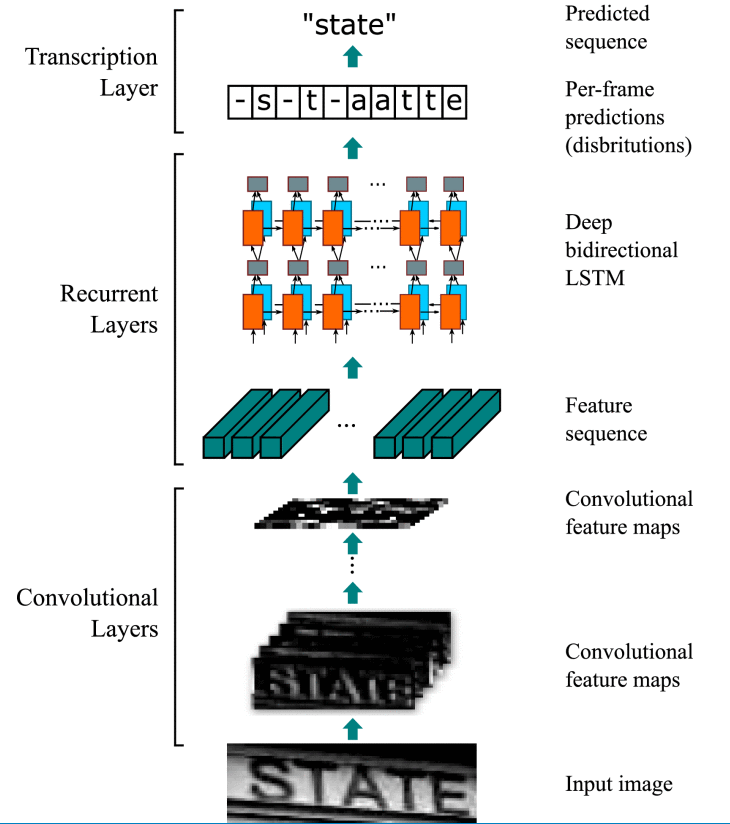 "state"
Predicted
sequence
Transcription
Layer
- s - t - a a t t e
Per-frame
predictions
(disbritutions)
...
Deep
bidirectional
LSTM
Recurrent
Layers
...
Feature
sequence
Convolutional
feature maps
Convolutional
Layers
STATE
Convolutional
feature maps
STATE
Input image